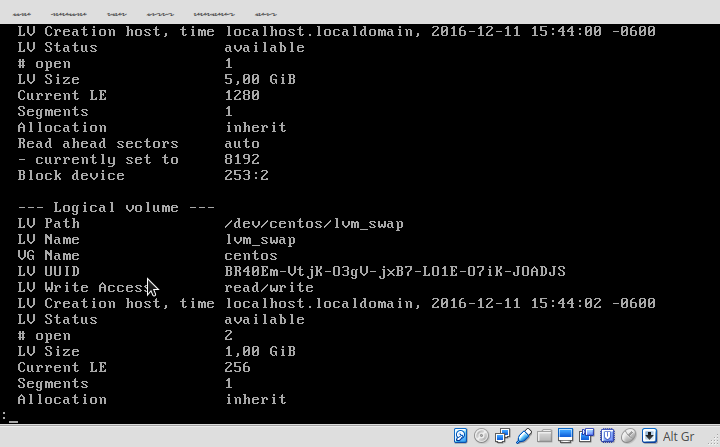 LV Creation host, time localhost.localdomain, 2016-12-11 15:44:00 -0600
LV Status available
# open 1
LV Size 5,00 GiB
Current LE 1280
Segments 1
Allocation inherit
Read ahead sectors auto
- currently set to 8192
Block device 253:2
--- Logical volume ---
LV Path /dev/centos/lvm_swap
LV Name lvm_swap
VG Name centos
LV UUID BR40Em-VtjK-O3gV-jxB7-LO1E-O7iK-JOADJS
LV Write Access read/write
LV Creation host, time localhost.localdomain, 2016-12-11 15:44:02 -0600
LV Status available
# open 2
LV Size 1,00 GiB
Current LE 256
Segments 1
Allocation inherit
:_
Alt Gr